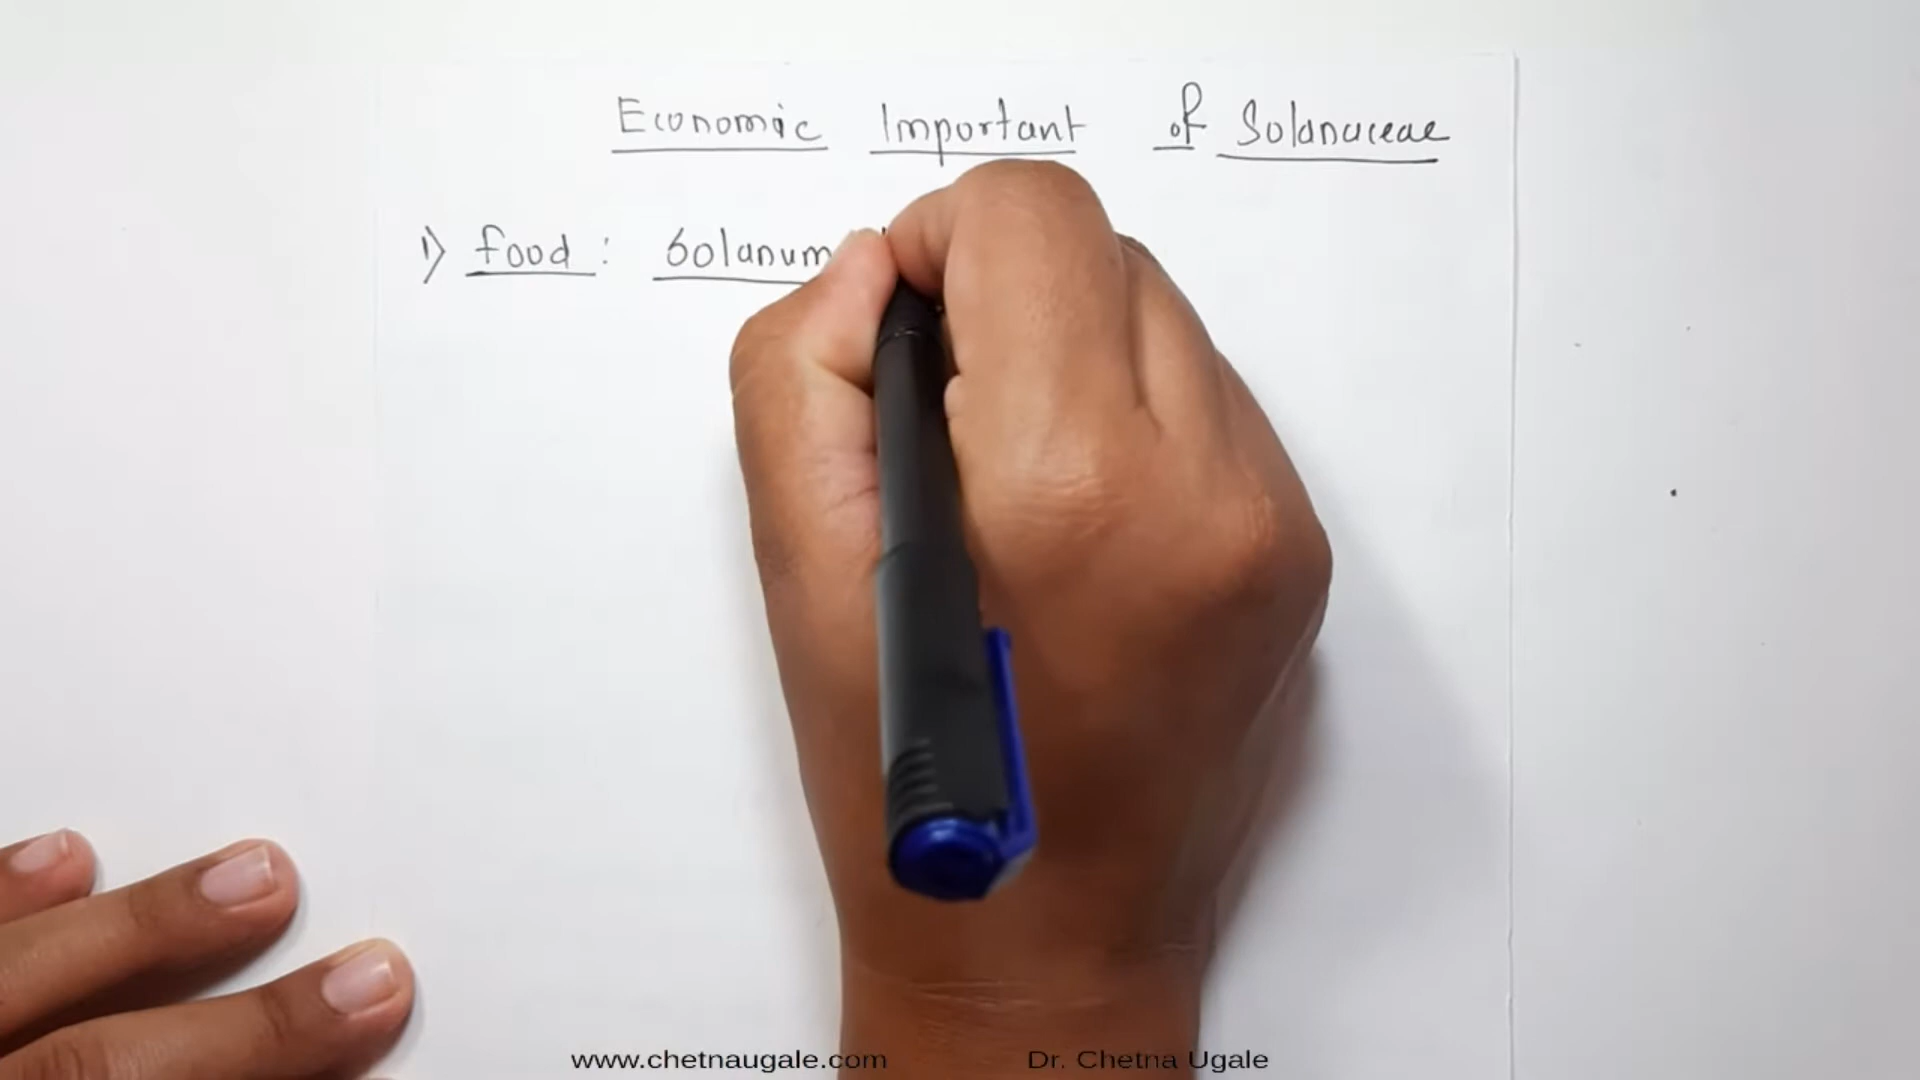 Economic Important of Solanaceae
1) food : Solanum
www.chetnaugale.com Dr. Chetna Ugale